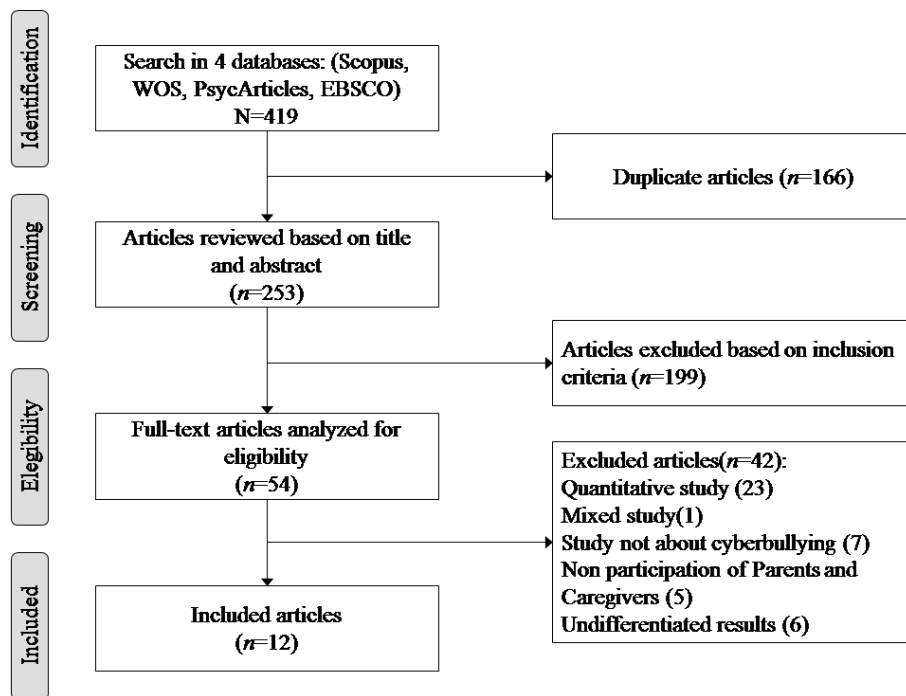 Identification
Search in 4 databases: (Scopus,
WOS, PsycArticles, EBSCO)
N=419
Duplicate articles (n=166)
Screening
Articles reviewed based on title
and abstract
(n=253)
Articles excluded based on inclusion
criteria (n=199)
Elegibility
Full-text articles analyzed for
eligibility
(n=54)
Excluded articles(n=42):
Quantitative study (23)
Mixed study(1)
Study not about cyberbullying (7)
Non participation of Parents and
Caregivers (5)
Undifferentiated results (6)
Included
Included articles
(n=12)